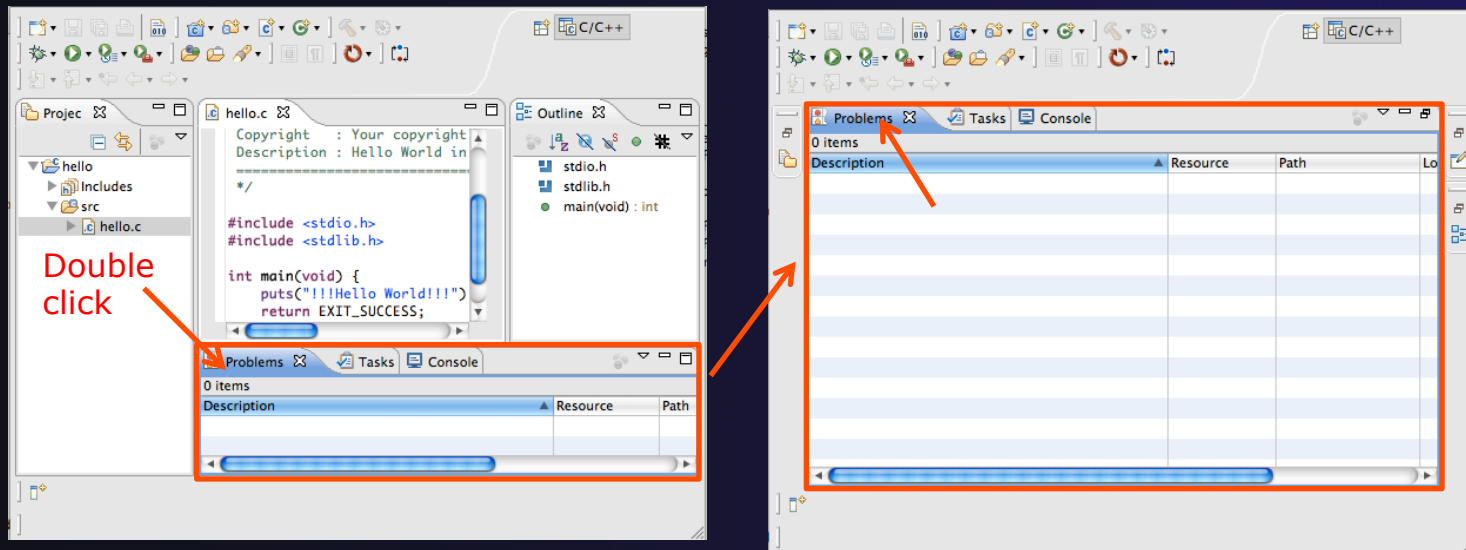 C/C++
Projec
hello
Includes
src
hello.c
Double
click
hello.c
Copyright : Your copyright
Description : Hello World in
=============================
*/
#include <stdio.h>
#include <stdlib.h>
int main(void) {
puts("!!!Hello World!!!")
return EXIT_SUCCESS;
Outline
stdio.h
stdlib.h
main(void) : int
Problems Tasks Console
0 items
Description Resource Path
C/C++
Problems Tasks Console
0 items
Description Resource Path Lo